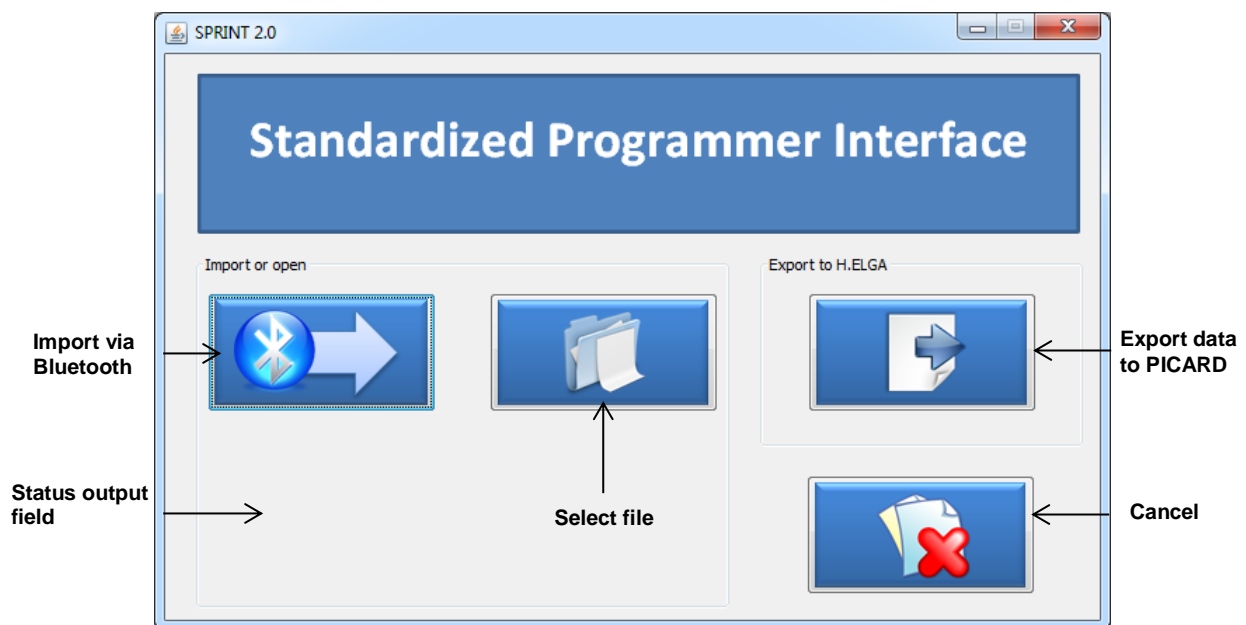 SPRINT 2.0
Standardized Programmer Interface
Import or open
Export to H.ELGA
Import via
Bluetooth
Export data
to PICARD
Status output
field
Select file
Cancel